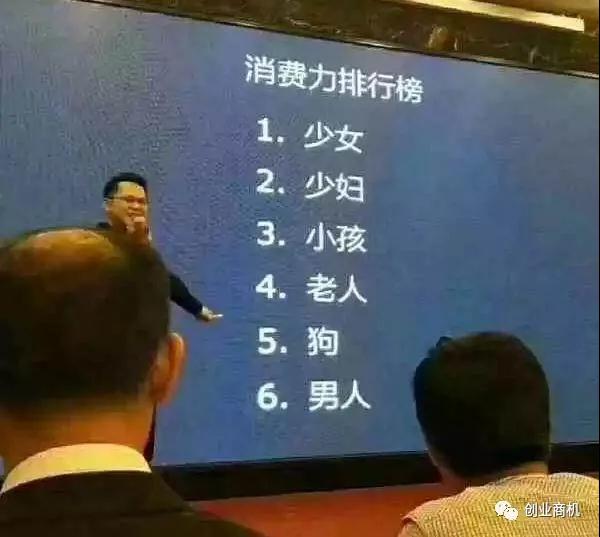 消费力排行榜
1. 少女
2. 少妇
3. 小孩
4. 老人
5. 狗
6. 男人
创业商机